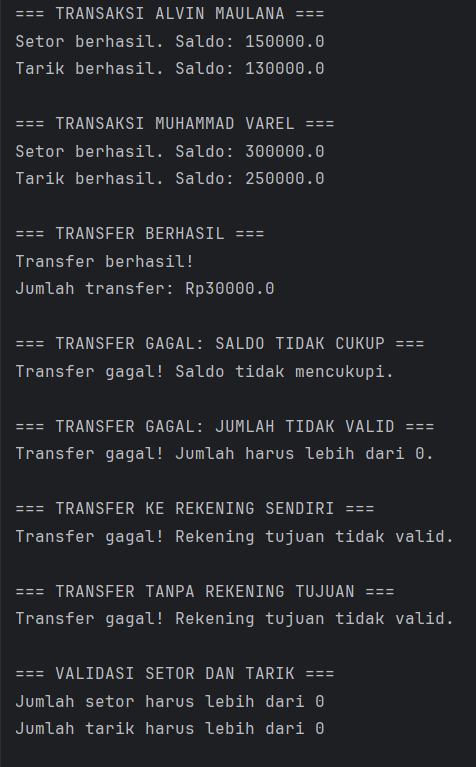 === TRANSAKSI ALVIN MAULANA ===
Setor berhasil. Saldo: 150000.0
Tarik berhasil. Saldo: 130000.0
=== TRANSAKSI MUHAMMAD VAREL ===
Setor berhasil. Saldo: 300000.0
Tarik berhasil. Saldo: 250000.0
=== TRANSFER BERHASIL ===
Transfer berhasil!
Jumlah transfer: Rp30000.0
=== TRANSFER GAGAL: SALDO TIDAK CUKUP ===
Transfer gagal! Saldo tidak mencukupi.
=== TRANSFER GAGAL: JUMLAH TIDAK VALID ===
Transfer gagal! Jumlah harus lebih dari 0.
=== TRANSFER KE REKENING SENDIRI ===
Transfer gagal! Rekening tujuan tidak valid.
=== TRANSFER TANPA REKENING TUJUAN ===
Transfer gagal! Rekening tujuan tidak valid.
=== VALIDASI SETOR DAN TARIK ===
Jumlah setor harus lebih dari 0
Jumlah tarik harus lebih dari 0